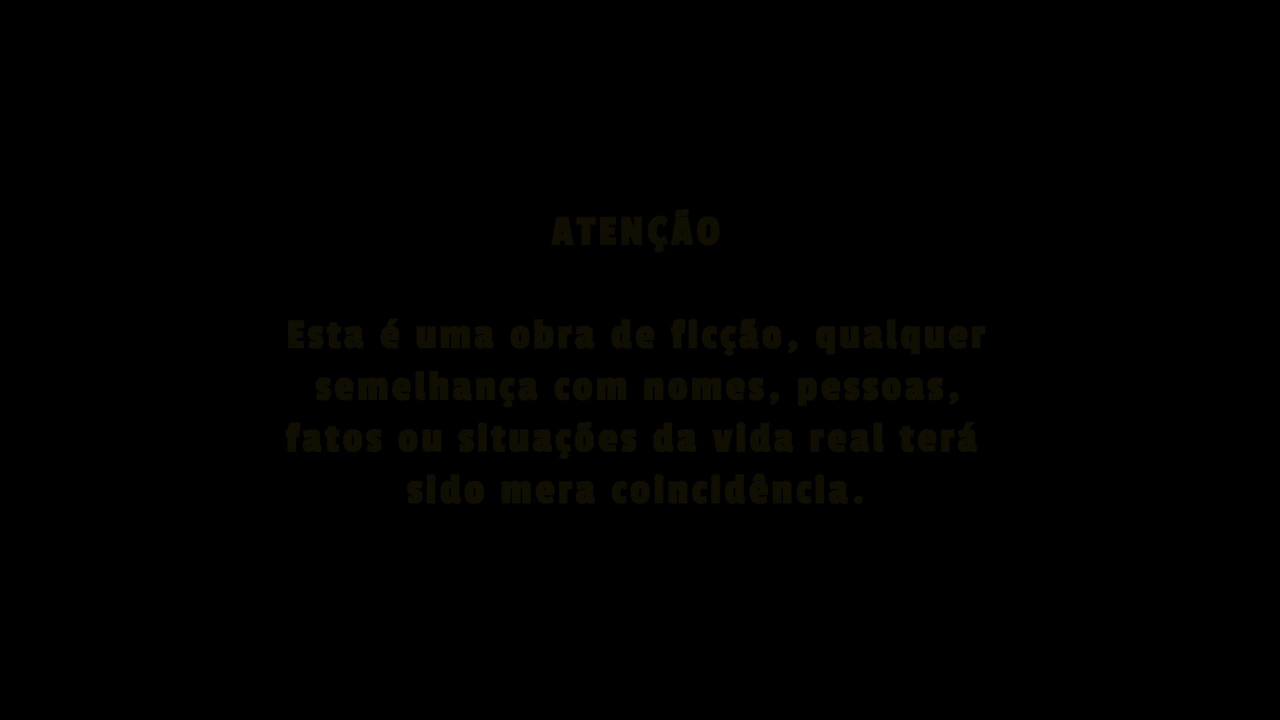 ATENÇÃO
Esta é uma obra de ficção, qualquer
semelhança com nomes, pessoas,
fatos ou situações da vida real terá
sido mera coincidência.